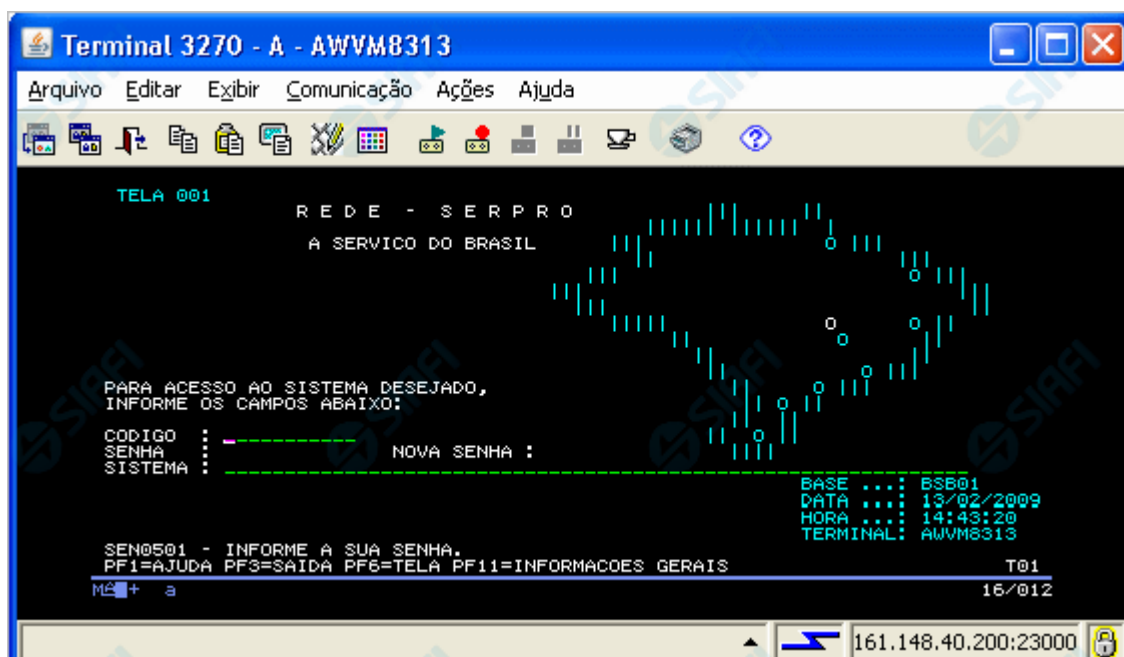 Terminal 3270 - A - AWVM8313
Arquivo Editar Exibir Comunicação Ações Ajuda
TELA 001
R E D E - S E R P R O
A SERVICO DO BRASIL
PARA ACESSO AO SISTEMA DESEJADO,
INFORME OS CAMPOS ABAIXO:
CODIGO :
SENHA : NOVA SENHA :
SISTEMA :
BASE ...: BSB01
DATA ...: 13/02/2009
HORA ...: 14:43:20
TERMINAL: AWVM8313
SEN0501 - INFORME A SUA SENHA.
PF1=AJUDA PF3=SAIDA PF6=TELA PF11=INFORMACOES GERAIS T01
a 16/012
161.148.40.200:23000
SIAFI